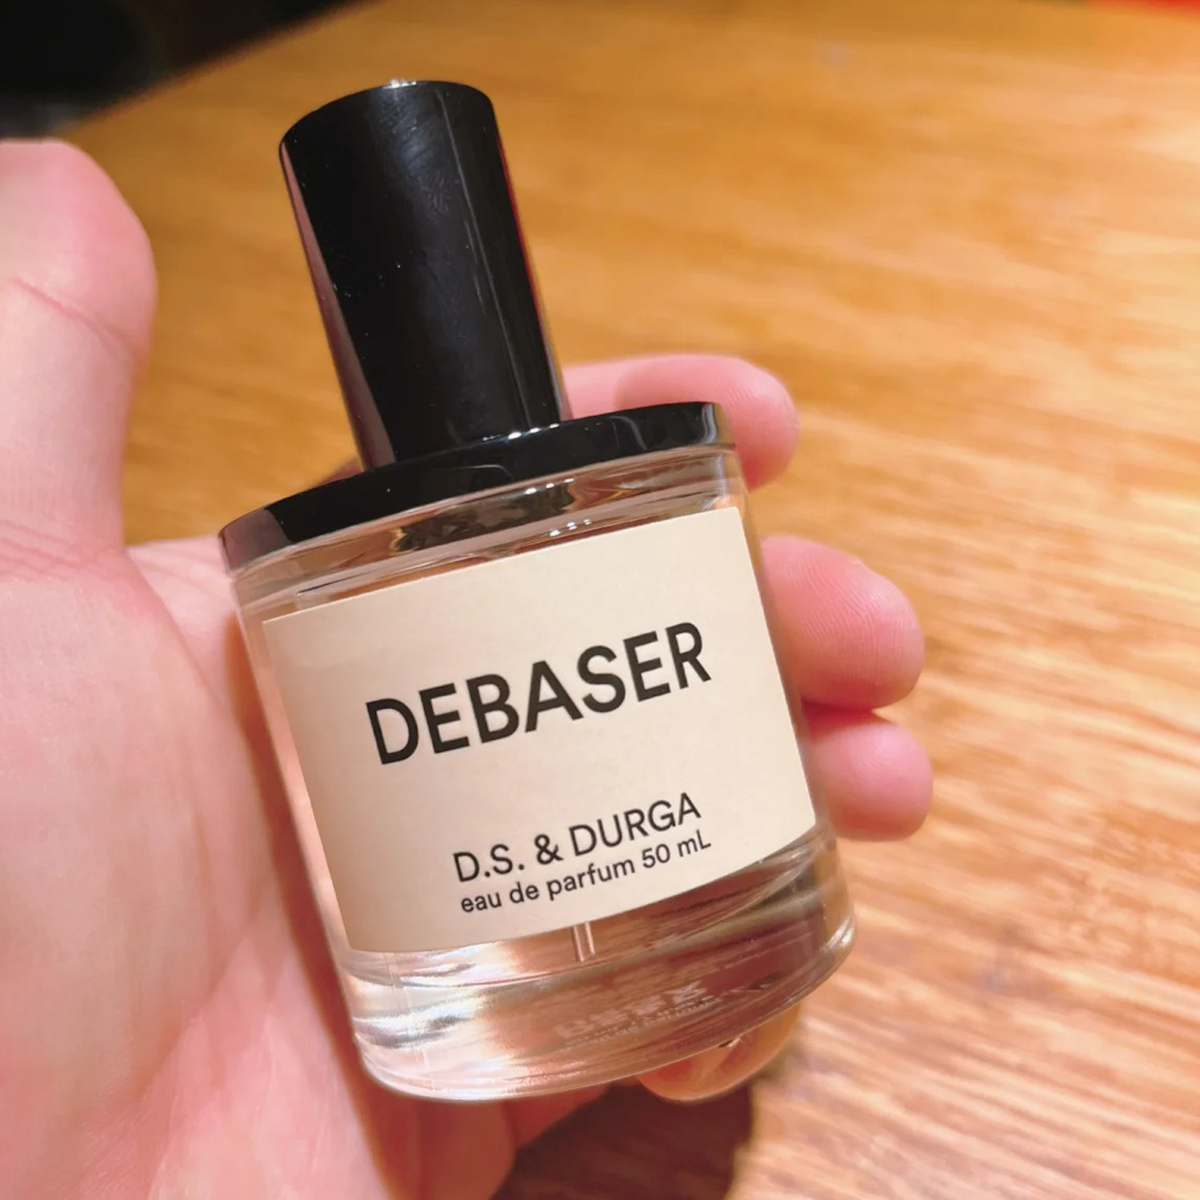 DEBASER
D.S. & DURGA
eau de parfum 50 mL